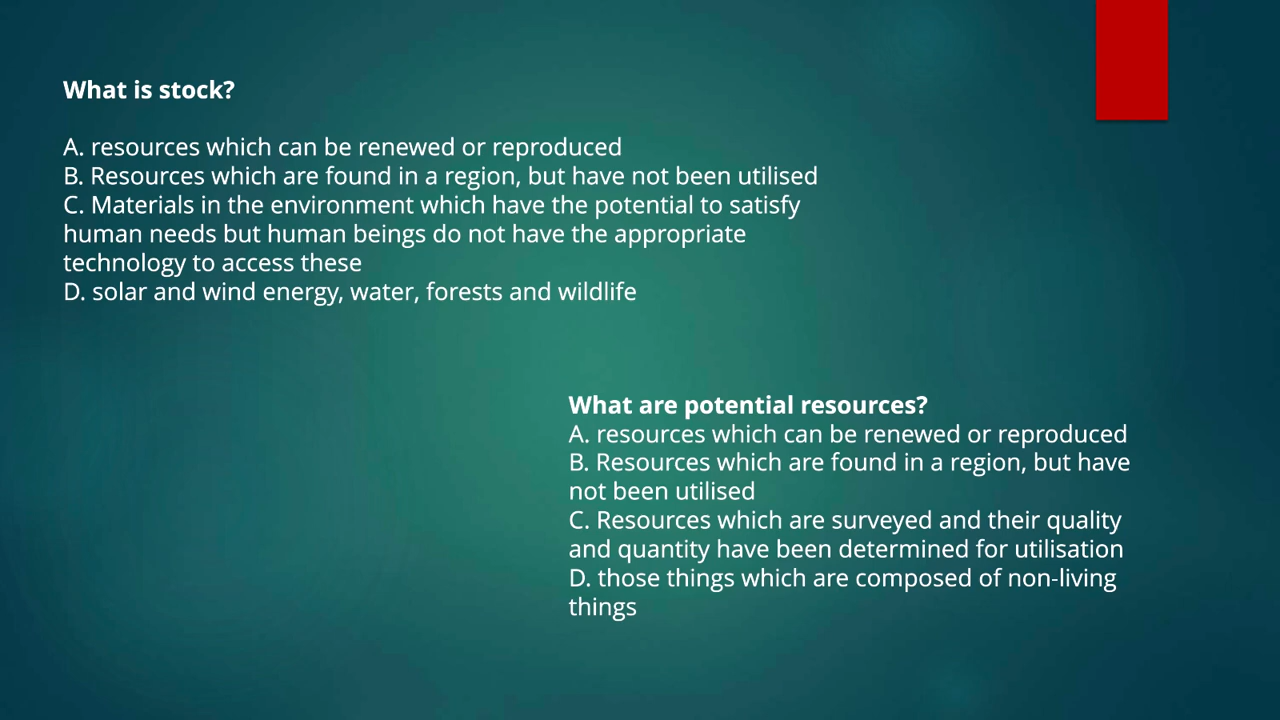 What is stock?
A. resources which can be renewed or reproduced
B. Resources which are found in a region, but have not been utilised
C. Materials in the environment which have the potential to satisfy
human needs but human beings do not have the appropriate
technology to access these
D. solar and wind energy, water, forests and wildlife
What are potential resources?
A. resources which can be renewed or reproduced
B. Resources which are found in a region, but have
not been utilised
C. Resources which are surveyed and their quality
and quantity have been determined for utilisation
D. those things which are composed of non-living
things